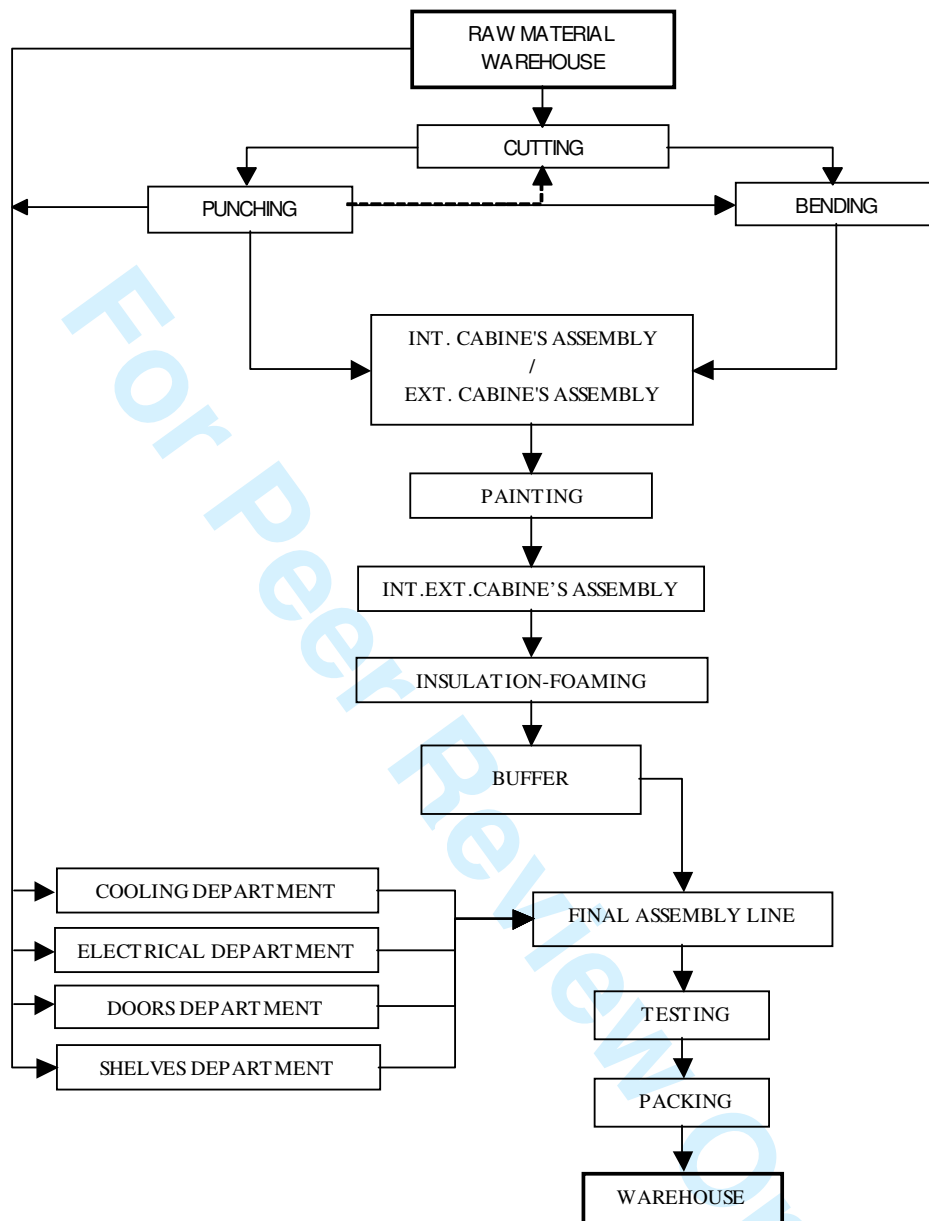 RAW MATERIAL
WAREHOUSE
CUTTING
PUNCHING
BENDING
INT. CABINE'S ASSEMBLY
/
EXT. CABINE'S ASSEMBLY
PAINTING
INT.EXT.CABINE’S ASSEMBLY
INSULATION-FOAMING
BUFFER
COOLING DEPARTMENT
FINAL ASSEMBLY LINE
ELECTRICAL DEPARTMENT
DOORS DEPARTMENT
TESTING
SHELVES DEPARTMENT
PACKING
WAREHOUSE
For Peer Review